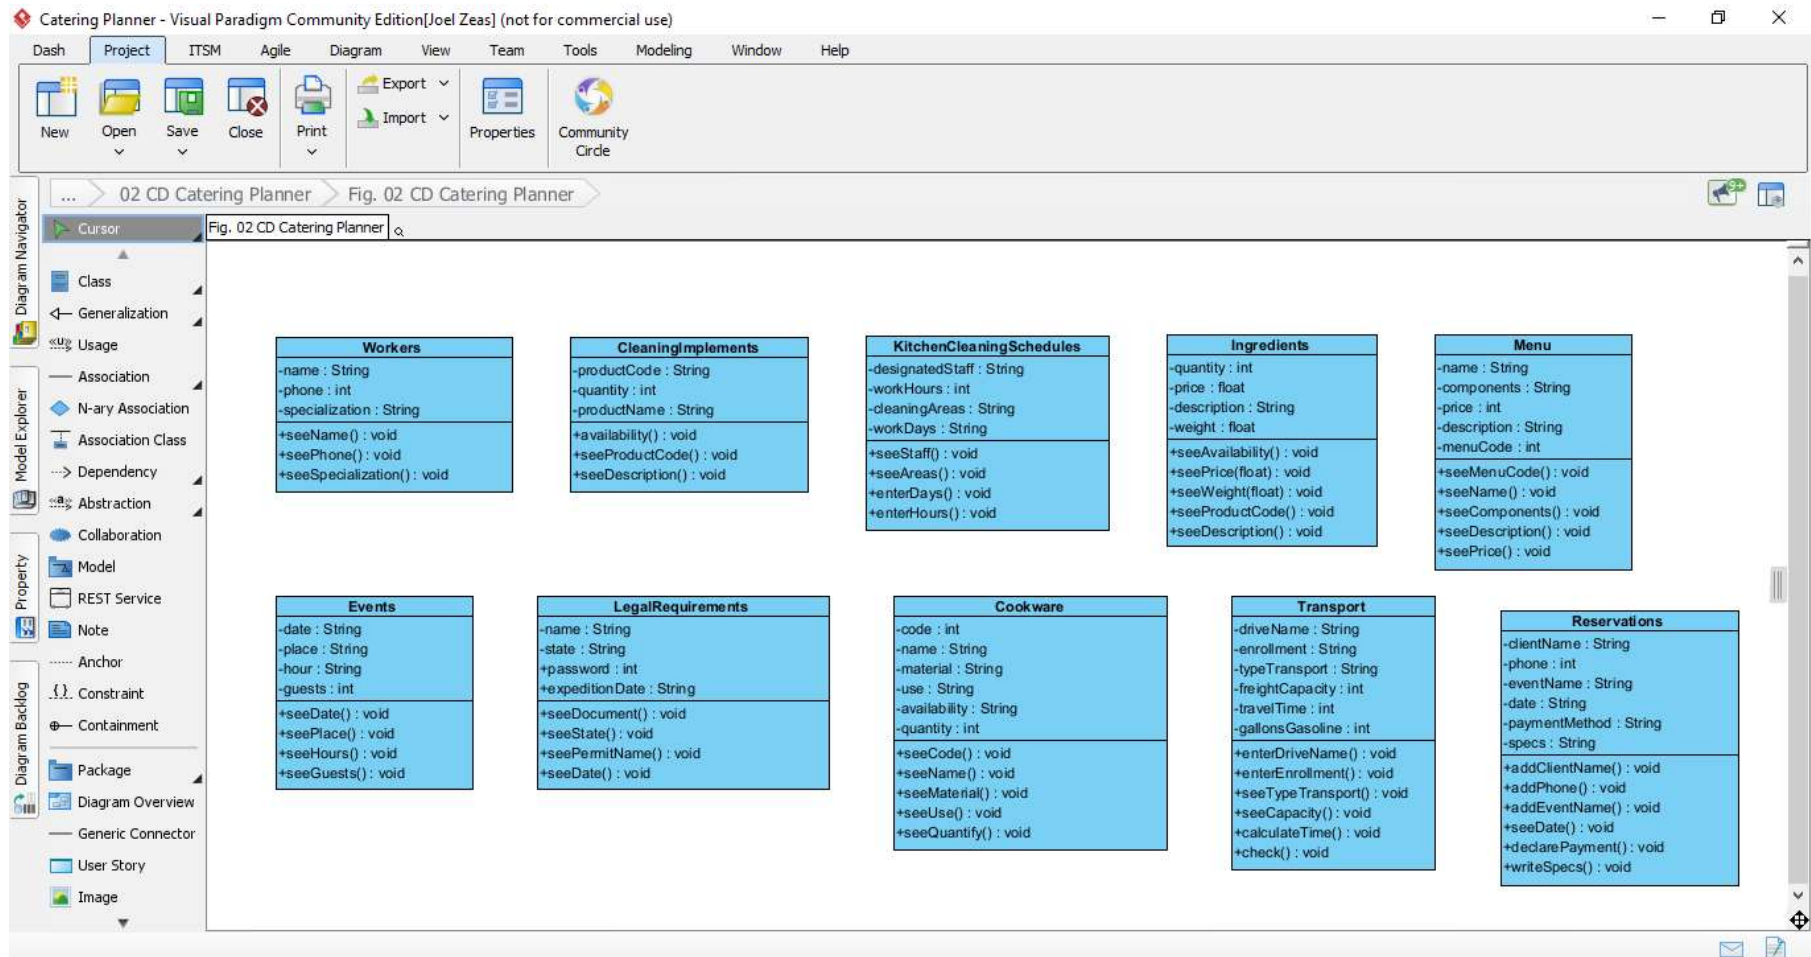 Catering Planner - Visual Paradigm Community Edition[Joel Zeas] (not for commercial use)
Dash Project ITSM Agile Diagram View Team Tools Modeling Window Help
New
Open
Save
Close
Print
Export
Import
Properties
Community
Circle
... 02 CD Catering Planner Fig. 02 CD Catering Planner
9+
Diagram Navigator
Model Explorer
Property
Diagram Backlog
Cursor
Class
Generalization
«U» Usage
Association
N-ary Association
Association Class
Dependency
«a» Abstraction
Collaboration
Model
REST Service
Note
Anchor
{} Constraint
Containment
Package
Diagram Overview
Generic Connector
User Story
Image
Fig. 02 CD Catering Planner
Workers
-name : String
-phone : int
-specialization : String
+seeName() : void
+seePhone() : void
+seeSpecialization() : void
CleaningImplements
-productCode : String
-quantity : int
-productName : String
+availability() : void
+seeProductCode() : void
+seeDescription() : void
KitchenCleaningSchedules
-designatedStaff : String
-workHours : int
-cleaningAreas : String
-workDays : String
+seeStaff() : void
+seeAreas() : void
+enterDays() : void
+enterHours() : void
Ingredients
-quantity : int
-price : float
-description : String
-weight : float
+seeAvailability() : void
+seePrice(float) : void
+seeWeight(float) : void
+seeProductCode() : void
+seeDescription() : void
Menu
-name : String
-components : String
-price : int
-description : String
-menuCode : int
+seeMenuCode() : void
+seeName() : void
+seeComponents() : void
+seeDescription() : void
+seePrice() : void
Events
-date : String
-place : String
-hour : String
-guests : int
+seeDate() : void
+seePlace() : void
+seeHours() : void
+seeGuests() : void
LegalRequirements
-name : String
-state : String
+password : int
+expeditionDate : String
+seeDocument() : void
+seeState() : void
+seePermitName() : void
+seeDate() : void
Cookware
-code : int
-name : String
-material : String
-use : String
-availability : String
-quantity : int
+seeCode() : void
+seeName() : void
+seeMaterial() : void
+seeUse() : void
+seeQuantify() : void
Transport
-driveName : String
-enrollment : String
-typeTransport : String
-freightCapacity : int
-travelTime : int
-gallonsGasoline : int
+enterDriveName() : void
+enterEnrollment() : void
+seeTypeTransport() : void
+seeCapacity() : void
+calculateTime() : void
+check() : void
Reservations
-clientName : String
-phone : int
-eventName : String
-date : String
-paymentMethod : String
-specs : String
+addClientName() : void
+addPhone() : void
+addEventName() : void
+seeDate() : void
+declarePayment() : void
+writeSpecs() : void